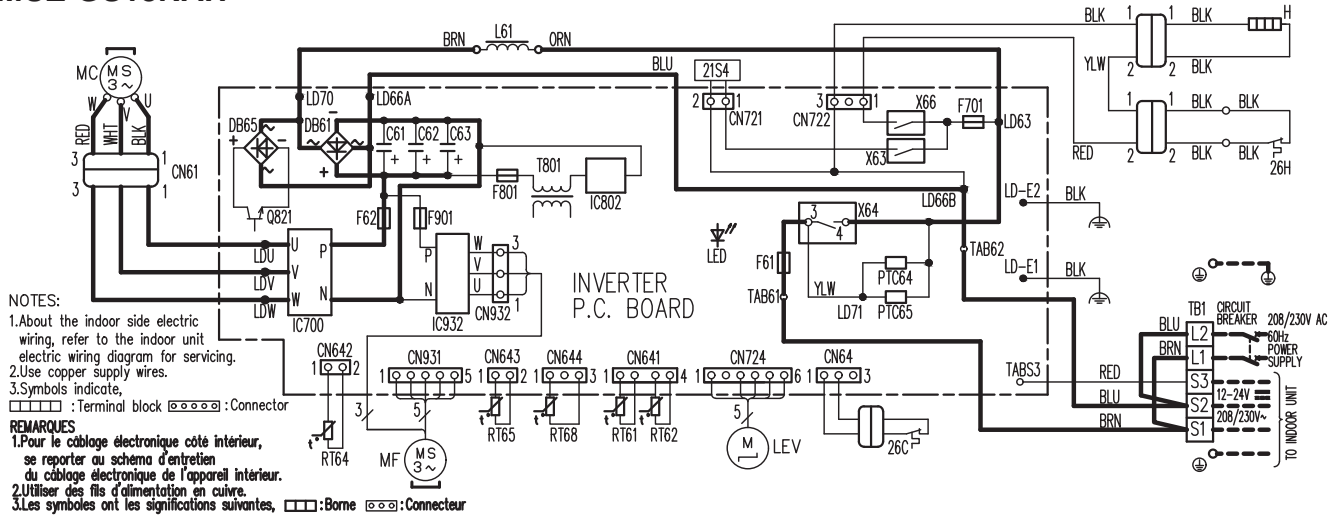 BRN L61 ORN
BLU
BLK 1 1 BLK H
YLW 2 2 BLK
1 1 BLK BLK
RED 2 2 BLK BLK
26H
MC MS 3~
W V U
RED WHT BLK
3 1
CN61
3 1
LD70 LD66A
DB65 DB61
C61 C62 C63
Q821
F801 T801 IC802
F62 F901
21S4
2 1
CN721
3 1
CN722
X66 F701 LD63
X63
LD66B
LD-E2 BLK
LD-E1 BLK
3 4 X64
LED
F61
TAB61
YLW LD71
PTC64
PTC65
TAB62
LDU U P
LDV V
LDW W N
IC700
P W 3
V
N U 1
IC932 CN932
INVERTER
P.C. BOARD
TABS3
RED
BLU
BRN
TB1 CIRCUIT BREAKER 208/230V AC 60Hz POWER SUPPLY
BLU L2
BRN L1
S3
12-24V
S2
208/230V~
S1
TO INDOOR UNIT
CN642
1 2
RT64
CN931
1 5
3 5
MF MS 3~
CN643
1 2
RT65
CN644
1 3
RT68
CN641
1 4
RT61 RT62
CN724
1 6
5
M LEV
CN64
1 3
26C
NOTES:
1.About the indoor side electric
wiring, refer to the indoor unit
electric wiring diagram for servicing.
2.Use copper supply wires.
3.Symbols indicate,
:Terminal block :Connector
REMARQUES
1.Pour le câblage électronique côté intérieur,
se reporter au schéma d'entretien
du câblage électronique de l'appareil intérieur.
2.Utiliser des fils d'alimentation en cuivre.
3.Les symboles ont les significations suivantes, :Borne :Connecteur